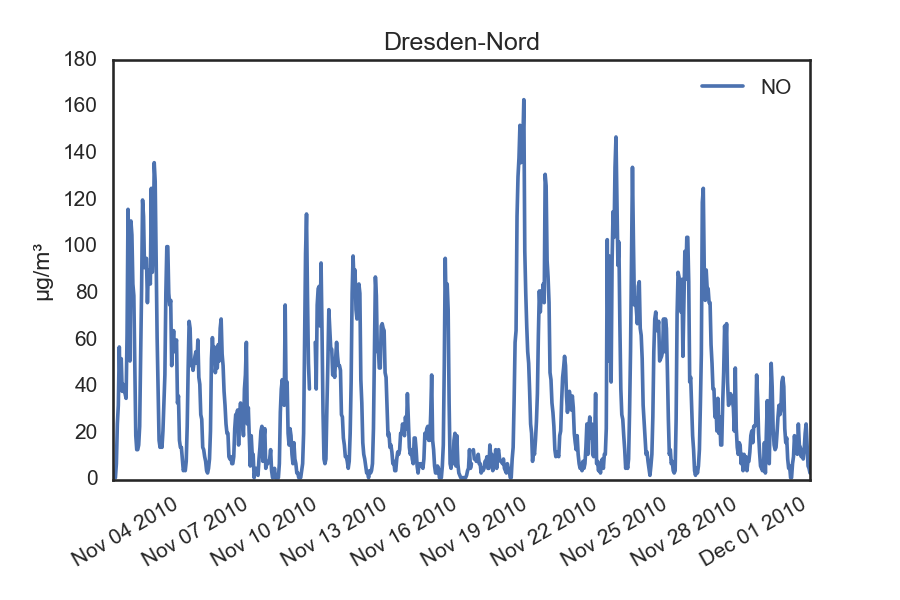 Dresden-Nord
NO
µg/m³
180
160
140
120
100
80
60
40
20
0
Nov 04 2010
Nov 07 2010
Nov 10 2010
Nov 13 2010
Nov 16 2010
Nov 19 2010
Nov 22 2010
Nov 25 2010
Nov 28 2010
Dec 01 2010